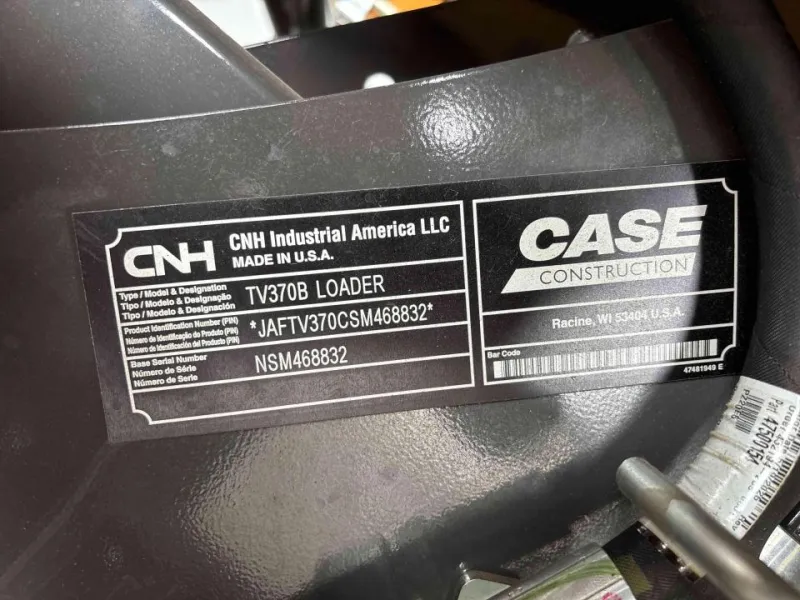 CNH
CNH Industrial America LLC
MADE IN U.S.A.
Type / Model & Designation
Tipo / Modelo & Designação
Tipo / Modelo & Designación
TV370B LOADER
Product Identification Number (PIN)
Número de Identificação do Produto (PIN)
Número de Identificación del Producto (PIN)
*JAFTV370CSM468832*
Base Serial Number
Número de Série
Número de Serie
NSM468832
CASE
CONSTRUCTION
Racine, WI 53404 U.S.A.
Bar Code
47481949 E